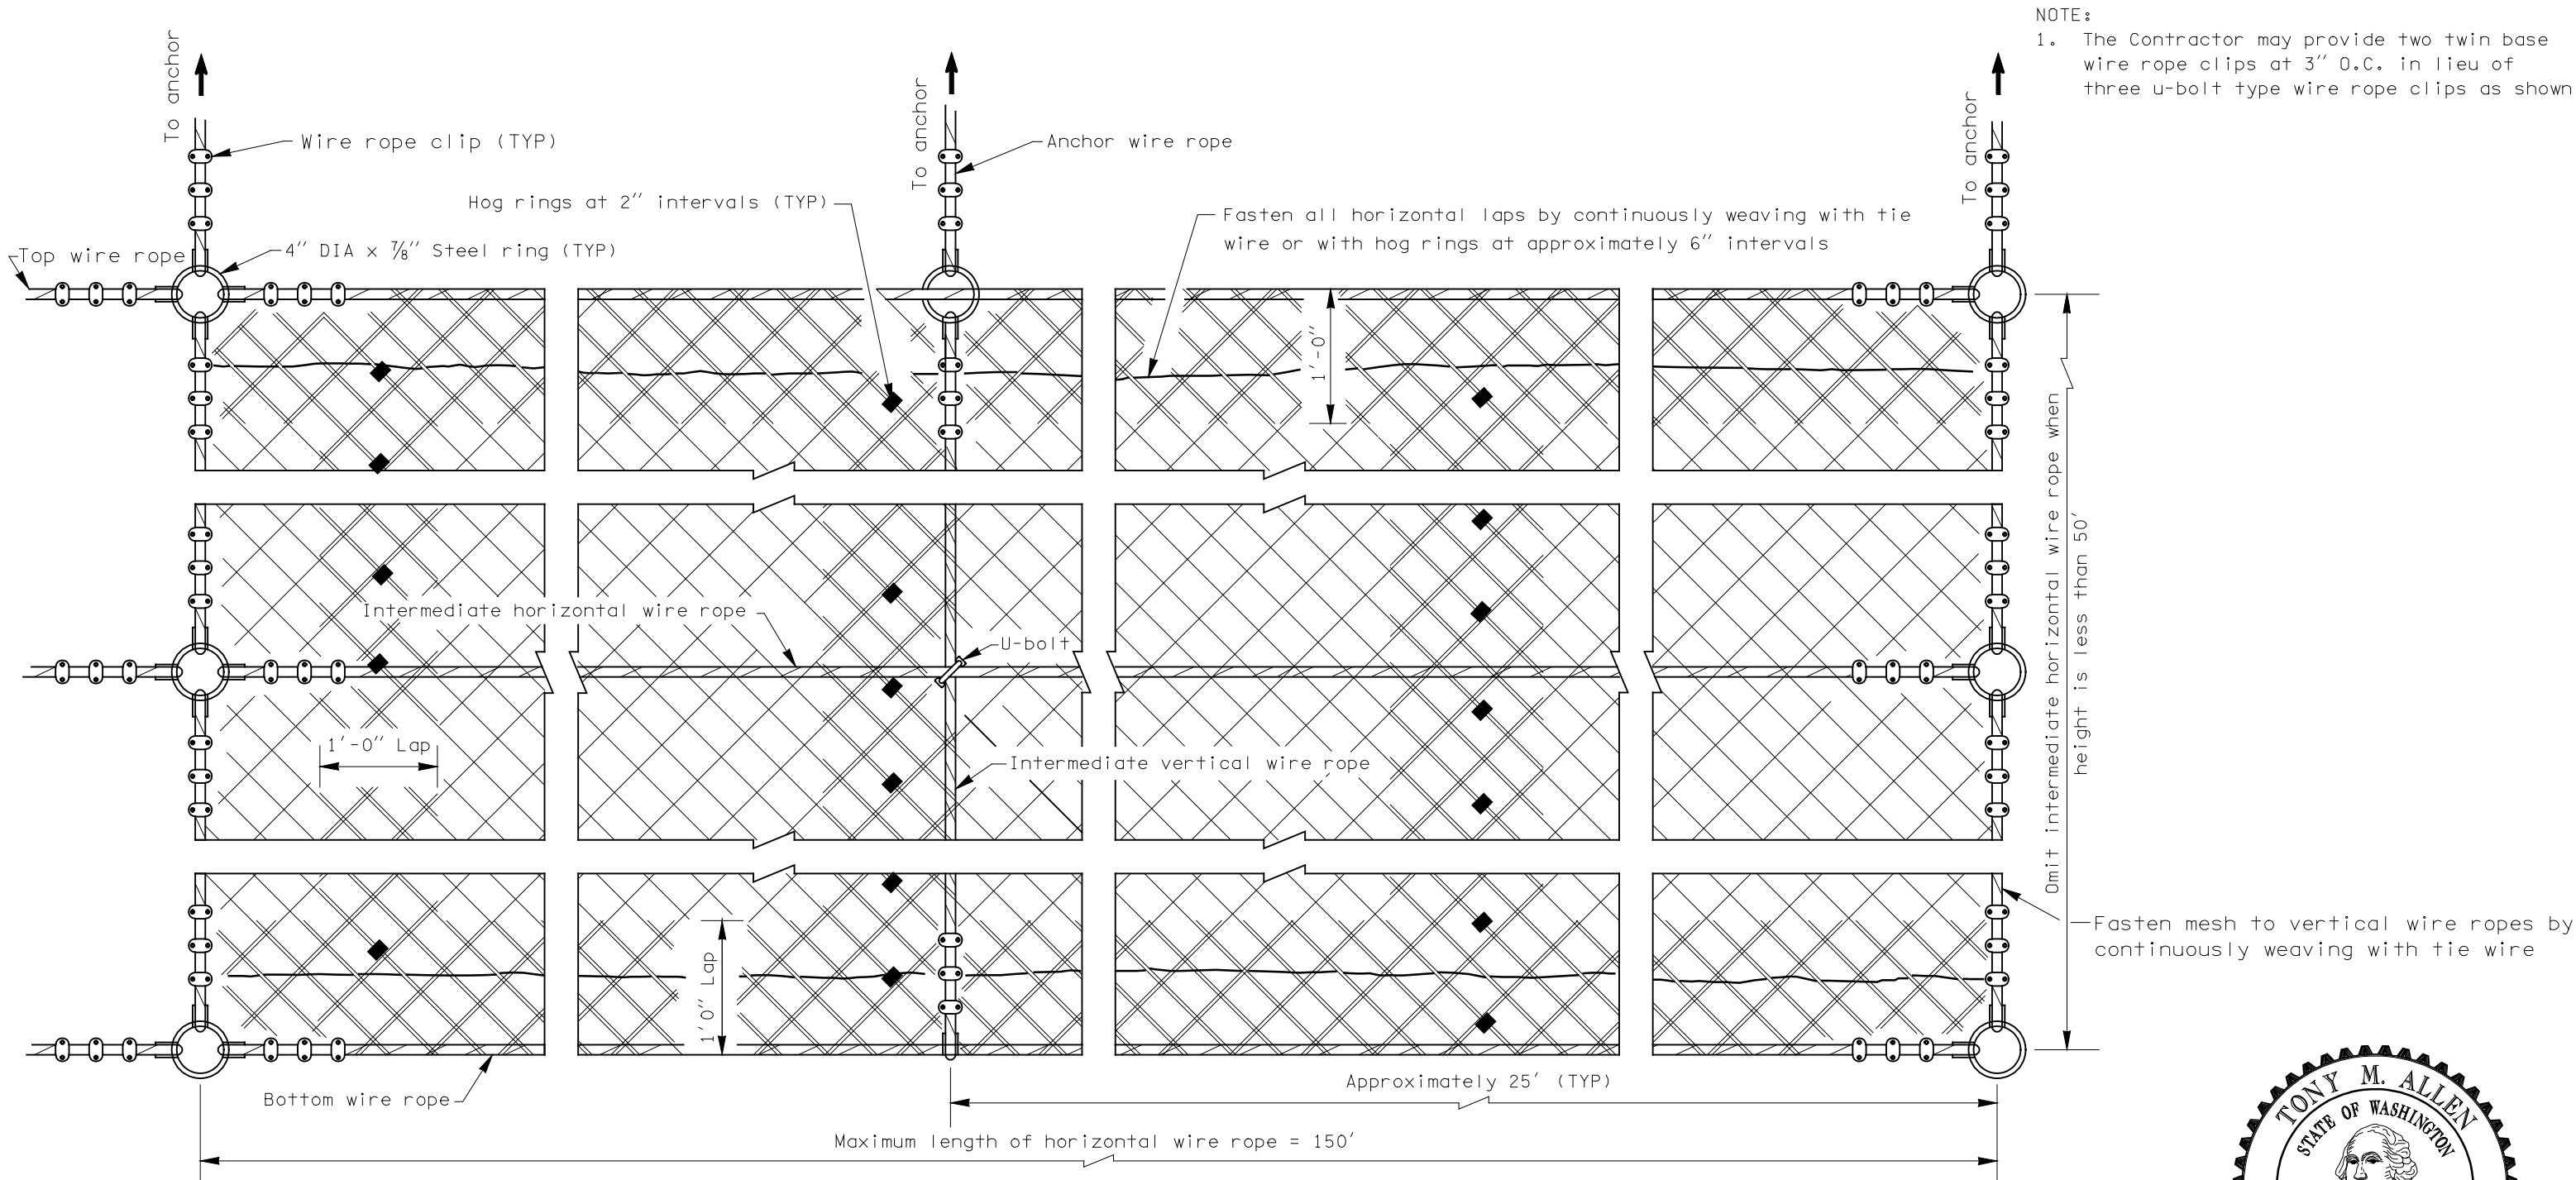 NOTE:
1. The Contractor may provide two twin base
wire rope clips at 3" O.C. in lieu of
three u-bolt type wire rope clips as shown
To anchor
To anchor
To anchor
Wire rope clip (TYP)
Anchor wire rope
Hog rings at 2" intervals (TYP)
Fasten all horizontal laps by continuously weaving with tie
wire or with hog rings at approximately 6" intervals
Top wire rope
4" DIA x ⅞" Steel ring (TYP)
1'-0"
Intermediate horizontal wire rope
U-bolt
1'-0" Lap
Intermediate vertical wire rope
Omit intermediate horizontal wire rope when
height is less than 50'
Fasten mesh to vertical wire ropes by
continuously weaving with tie wire
1'0" Lap
Bottom wire rope
Approximately 25' (TYP)
Maximum length of horizontal wire rope = 150'
TONY M. ALLEN
STATE OF WASHINGTON